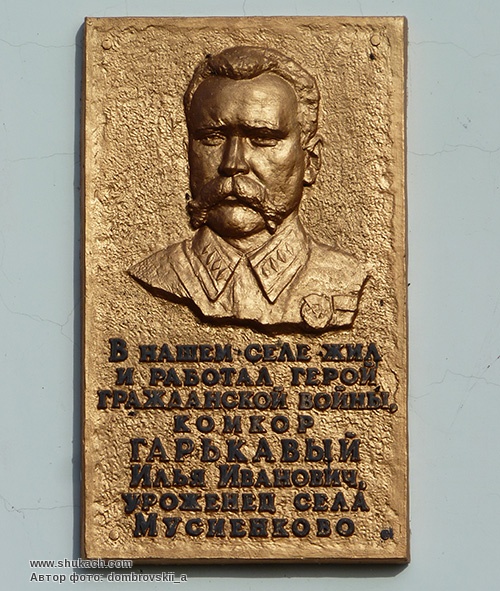 В НАШЕМ СЕЛЕ ЖИЛ
И РАБОТАЛ ГЕРОЙ
ГРАЖДАНСКОЙ ВОЙНЫ,
КОМКОР
ГАРЬКАВЫЙ
ИЛЬЯ ИВАНОВИЧ,
УРОЖЕНЕЦ СЕЛА
МУСИЕНКОВО
www.shukach.com
Автор фото: dombrovskii_a